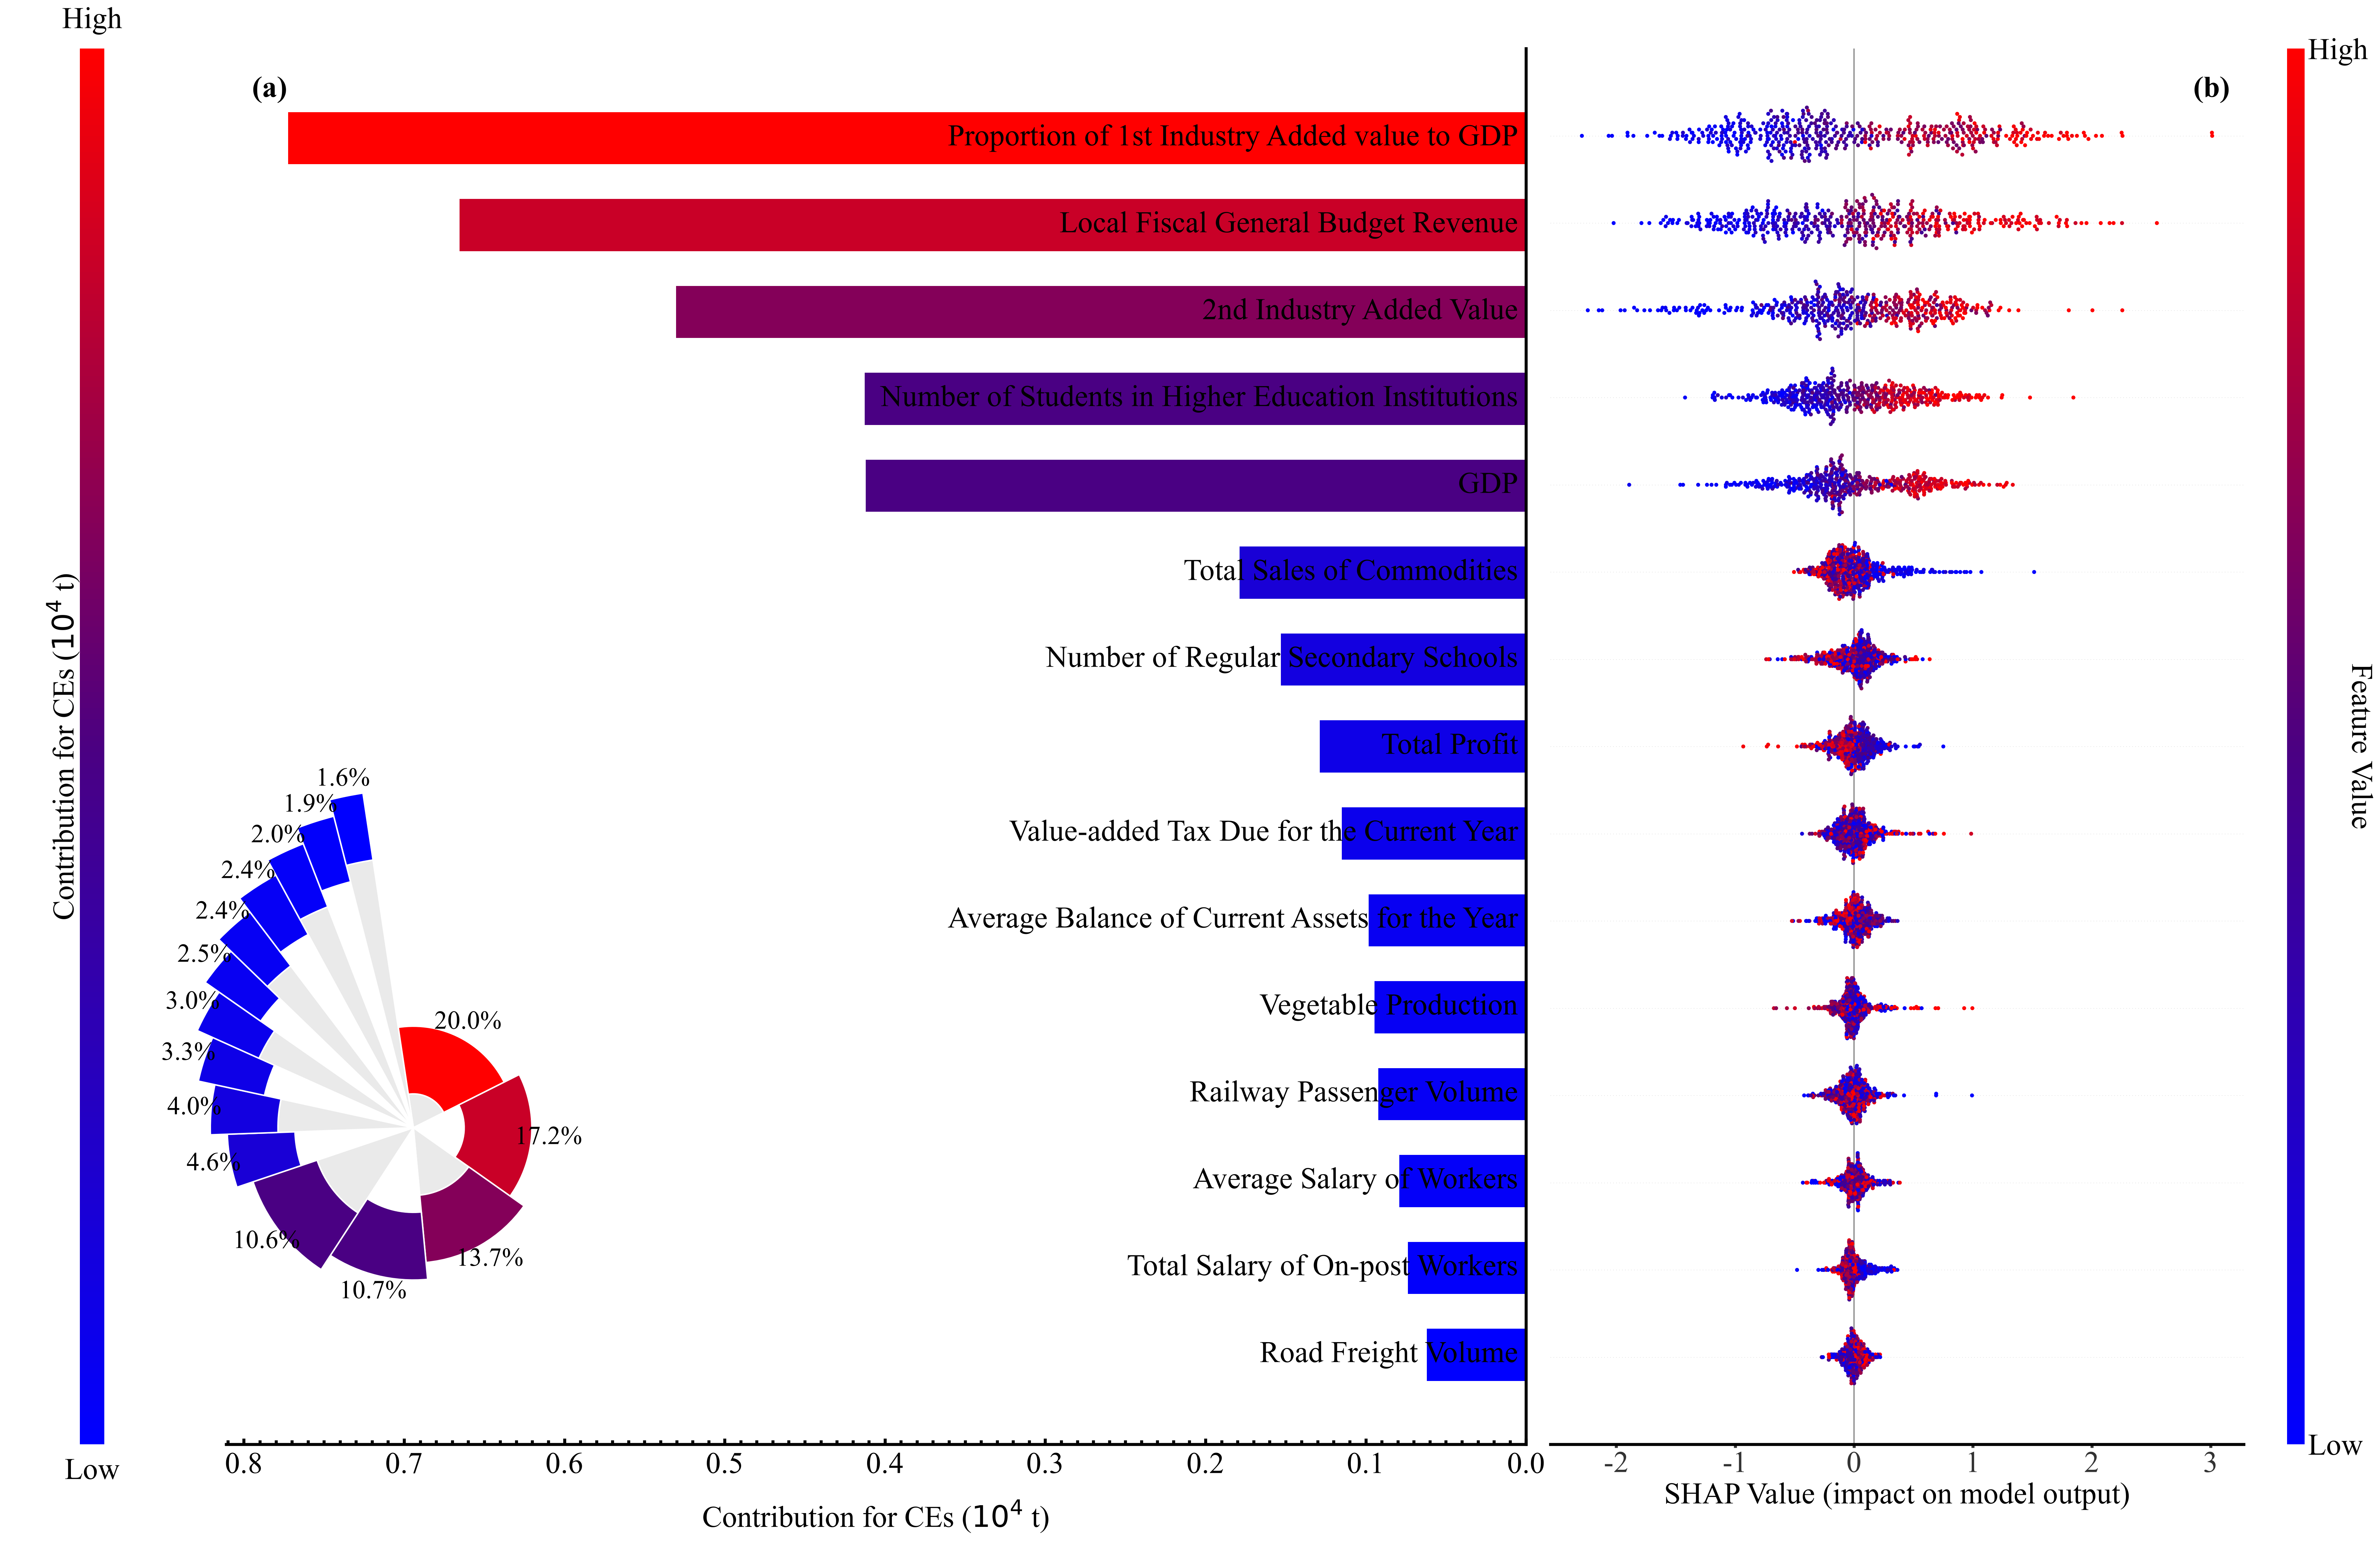 High
(a)
(b)
High
Proportion of 1st Industry Added value to GDP
Local Fiscal General Budget Revenue
2nd Industry Added Value
Number of Students in Higher Education Institutions
GDP
Total Sales of Commodities
Number of Regular Secondary Schools
Total Profit
Value-added Tax Due for the Current Year
Average Balance of Current Assets for the Year
Vegetable Production
Railway Passenger Volume
Average Salary of Workers
Total Salary of On-post Workers
Road Freight Volume
Contribution for CEs (10⁴ t)
1.6%
1.9%
2.0%
2.4%
2.4%
2.5%
3.0%
3.3%
4.0%
4.6%
10.6%
10.7%
13.7%
17.2%
20.0%
Feature Value
Low
Low
0.8 0.7 0.6 0.5 0.4 0.3 0.2 0.1 0.0
Contribution for CEs (10⁴ t)
-2 -1 0 1 2 3
SHAP Value (impact on model output)